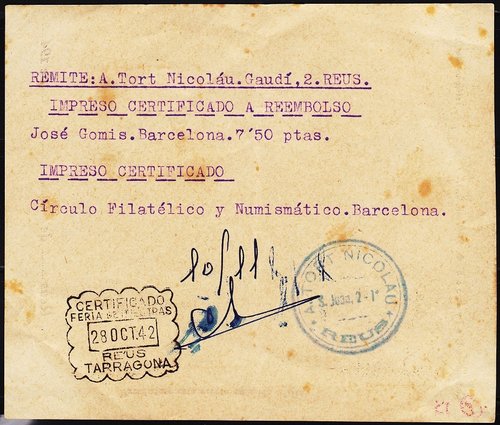 REMITE:A.Tort Nicoláu.Gaudí,2.REUS.
IMPRESO CERTIFICADO A REEMBOLSO
José Gomis.Barcelona.7'50 ptas.
IMPRESO CERTIFICADO
Círculo Filatélico y Numismático.Barcelona.
A. TORT NICOLAU
REUS
CERTIFICADO
FERIA DE MUESTRAS
28 OCT. 42
REUS
TARRAGONA